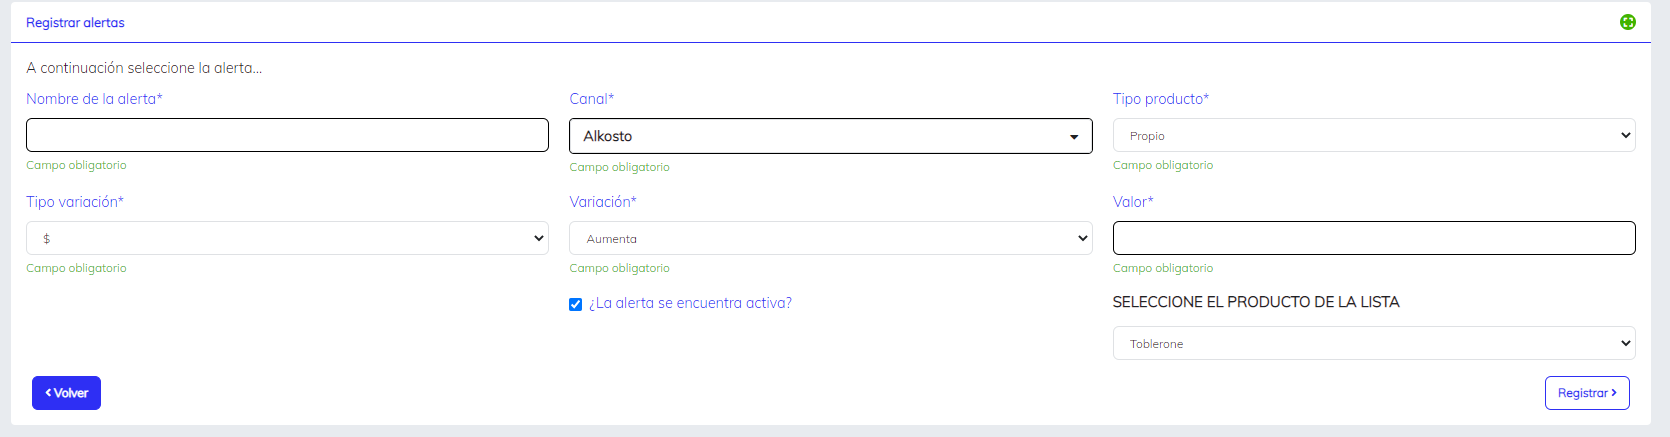 Registrar alertas
A continuación seleccione la alerta...
Nombre de la alerta*
Canal*
Tipo producto*
Alkosto
Propio
Campo obligatorio
Campo obligatorio
Campo obligatorio
Tipo variación*
Variación*
Valor*
$
Aumenta
Campo obligatorio
Campo obligatorio
Campo obligatorio
¿La alerta se encuentra activa?
SELECCIONE EL PRODUCTO DE LA LISTA
Toblerone
Volver
Registrar